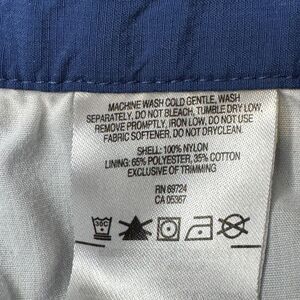 MACHINE WASH COLD GENTLE, WASH
SEPARATELY, DO NOT BLEACH, TUMBLE DRY LOW,
REMOVE PROMPTLY, IRON LOW. DO NOT USE
FABRIC SOFTENER, DO NOT DRYCLEAN.
SHELL: 100% NYLON
LINING: 65% POLYESTER, 35% COTTON
EXCLUSIVE OF TRIMMING
RN 69724
CA 05367
30C